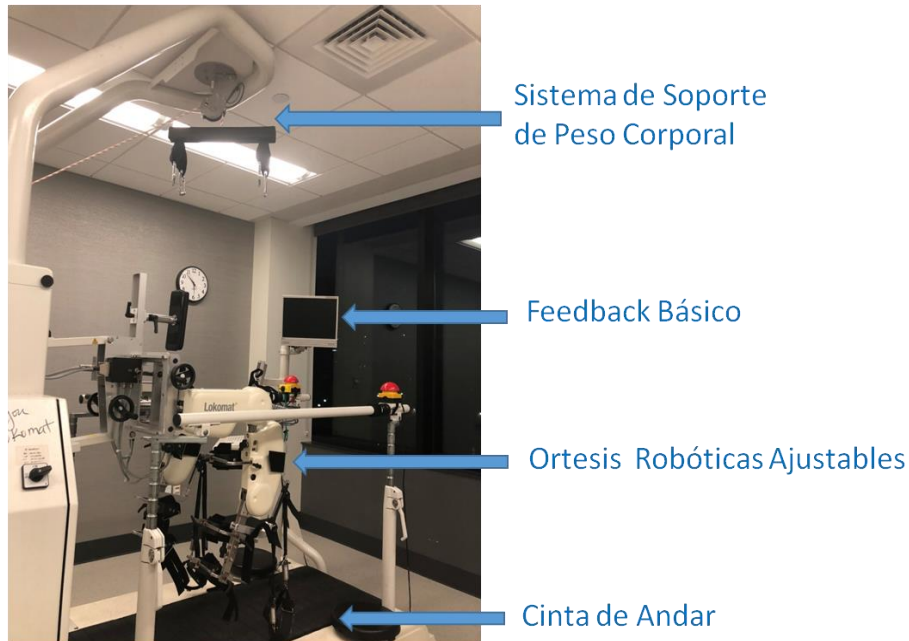 Sistema de Soporte
de Peso Corporal
Feedback Básico
Lokomat
Ortesis Robóticas Ajustables
Cinta de Andar